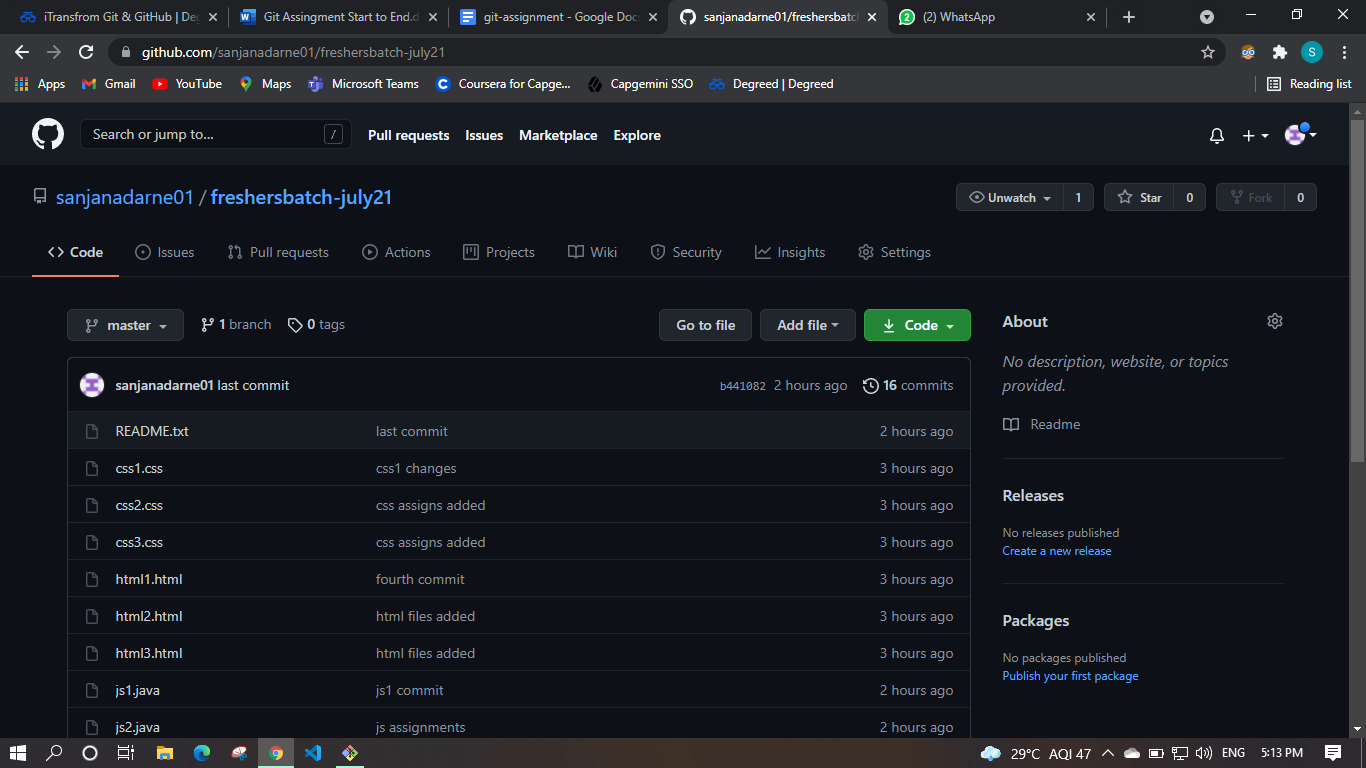 iTransfrom Git & GitHub | Deg
Git Assingment Start to End.d
git-assignment - Google Docs
sanjanadarne01/freshersbatch
2 (2) WhatsApp
github.com/sanjanadarne01/freshersbatch-july21
S
Apps Gmail YouTube Maps Microsoft Teams Coursera for Capge... Capgemini SSO Degreed | Degreed Reading list
Search or jump to... / Pull requests Issues Marketplace Explore
sanjanadarne01 / freshersbatch-july21
Unwatch 1 Star 0 Fork 0
Code Issues Pull requests Actions Projects Wiki Security Insights Settings
master 1 branch 0 tags Go to file Add file Code
sanjanadarne01 last commit b441082 2 hours ago 16 commits
README.txt last commit 2 hours ago
css1.css css1 changes 3 hours ago
css2.css css assigns added 3 hours ago
css3.css css assigns added 3 hours ago
html1.html fourth commit 3 hours ago
html2.html html files added 3 hours ago
html3.html html files added 3 hours ago
js1.java js1 commit 2 hours ago
js2.java js assignments 2 hours ago
About
No description, website, or topics
provided.
Readme
Releases
No releases published
Create a new release
Packages
No packages published
Publish your first package
29°C AQI 47 ENG 5:13 PM